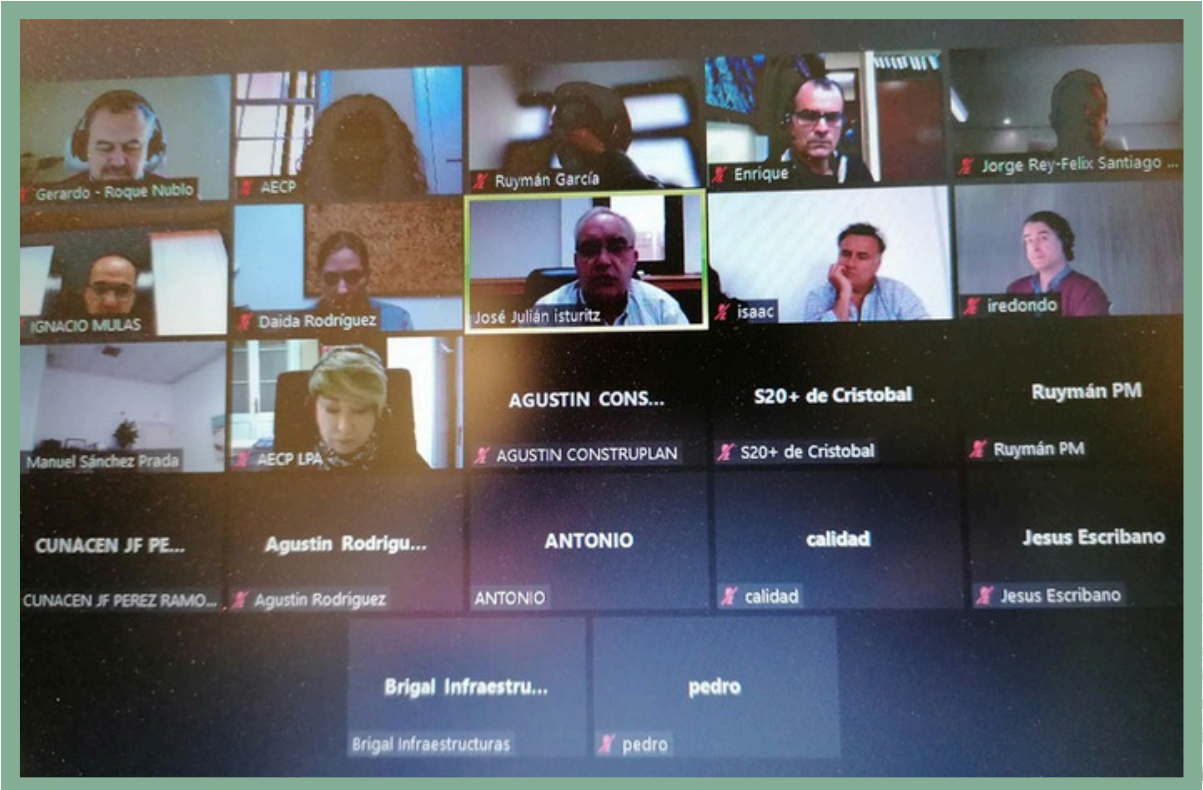 Gerardo - Roque Nublo
AECP
Ruymán García
Enrique
Jorge Rey-Felix Santiago ...
IGNACIO MULAS
Daida Rodríguez
José Julián isturitz
isaac
iredondo
Manuel Sánchez Prada
AECP LPA
AGUSTIN CONS...
AGUSTIN CONSTRUPLAN
S20+ de Cristobal
S20+ de Cristobal
Ruymán PM
Ruymán PM
CUNACEN JF PE...
CUNACEN JF PEREZ RAMO...
Agustin Rodrigu...
Agustin Rodriguez
ANTONIO
ANTONIO
calidad
calidad
Jesus Escribano
Jesus Escribano
Brigal Infraestru...
Brigal Infraestructuras
pedro
pedro